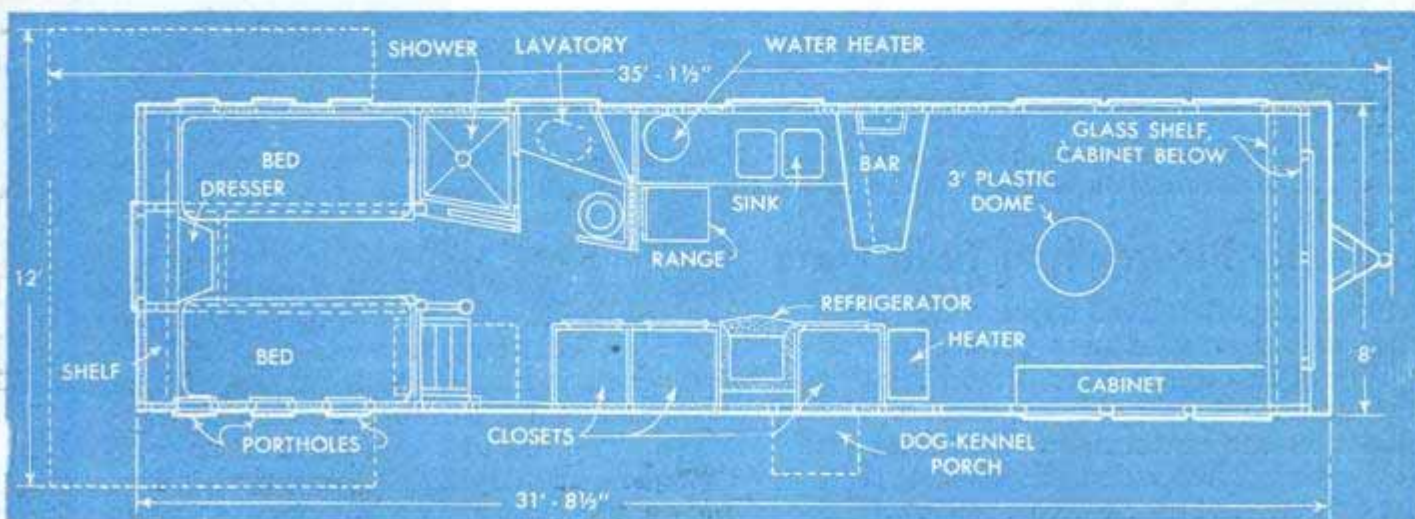 SHOWER
LAVATORY
WATER HEATER
35' - 1½"
BED
DRESSER
SINK
BAR
GLASS SHELF,
CABINET BELOW
3' PLASTIC
DOME
RANGE
12'
REFRIGERATOR
HEATER
SHELF
BED
8'
CABINET
PORTHOLES
CLOSETS
DOG-KENNEL
PORCH
31' - 8½"